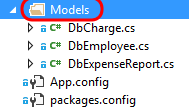 Models
DbCharge.cs
DbEmployee.cs
DbExpenseReport.cs
App.config
packages.config